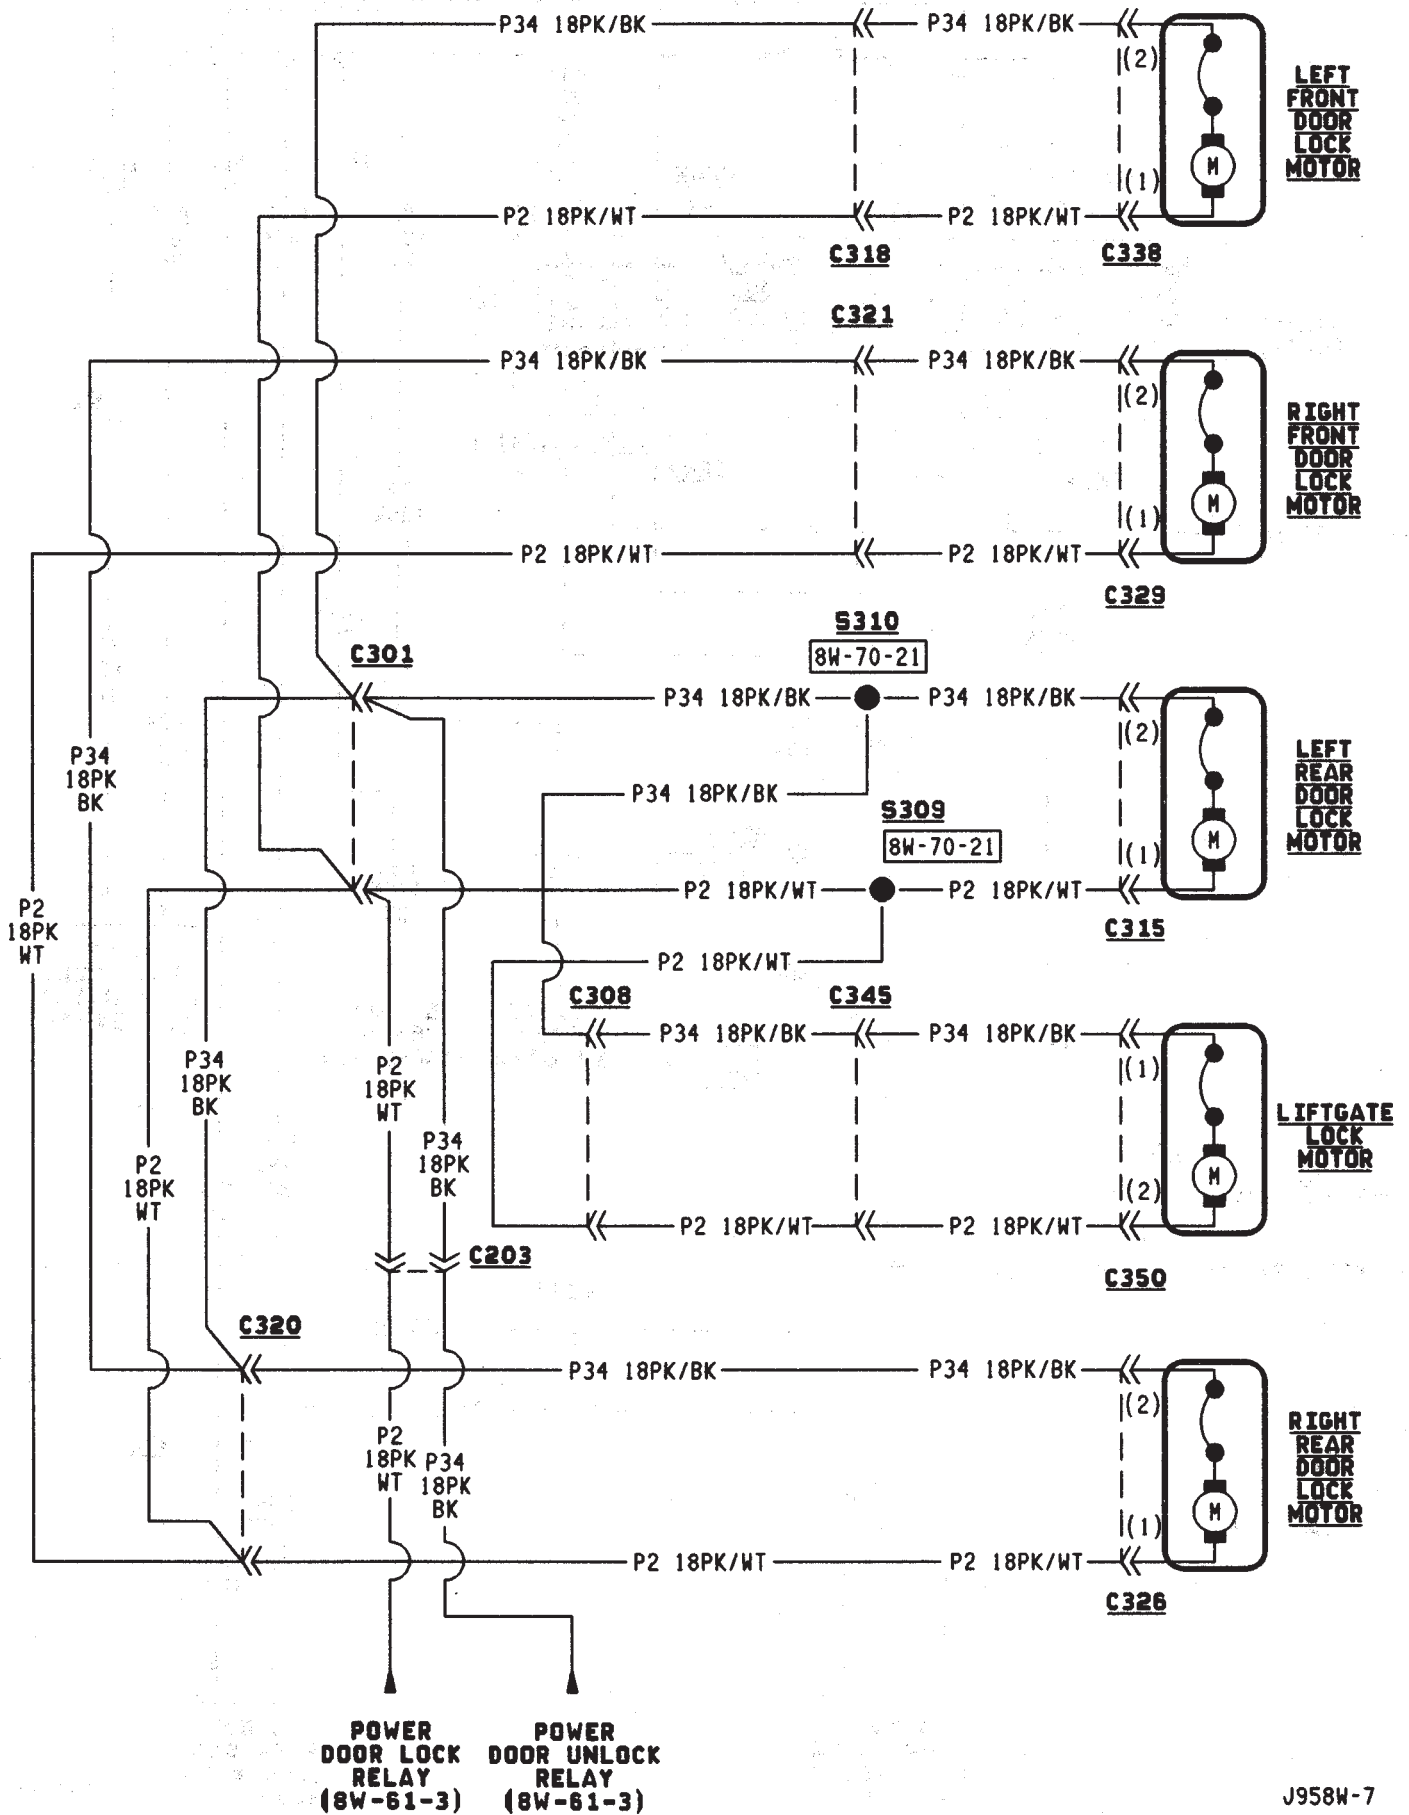 P34 18PK/BK
P34 18PK/BK
(2)
LEFT
FRONT
DOOR
LOCK
MOTOR
M
(1)
P2 18PK/WT
P2 18PK/WT
C318
C338
C321
P34 18PK/BK
P34 18PK/BK
(2)
RIGHT
FRONT
DOOR
LOCK
MOTOR
M
(1)
P2 18PK/WT
P2 18PK/WT
C329
S310
8W-70-21
C301
P34 18PK/BK
P34 18PK/BK
(2)
LEFT
REAR
DOOR
LOCK
MOTOR
M
(1)
P34
18PK
BK
P34 18PK/BK
S309
8W-70-21
P2 18PK/WT
P2 18PK/WT
C315
P2
18PK
WT
P2 18PK/WT
C308
C345
P34 18PK/BK
P34 18PK/BK
(1)
LIFTGATE
LOCK
MOTOR
M
(2)
P34
18PK
BK
P2
18PK
WT
P34
18PK
BK
P2
18PK
WT
P2 18PK/WT
P2 18PK/WT
C203
C350
C320
P34 18PK/BK
P34 18PK/BK
(2)
RIGHT
REAR
DOOR
LOCK
MOTOR
M
(1)
P2
18PK
WT
P34
18PK
BK
P2 18PK/WT
P2 18PK/WT
C326
POWER
DOOR LOCK
RELAY
(8W-61-3)
POWER
DOOR UNLOCK
RELAY
(8W-61-3)
J958W-7